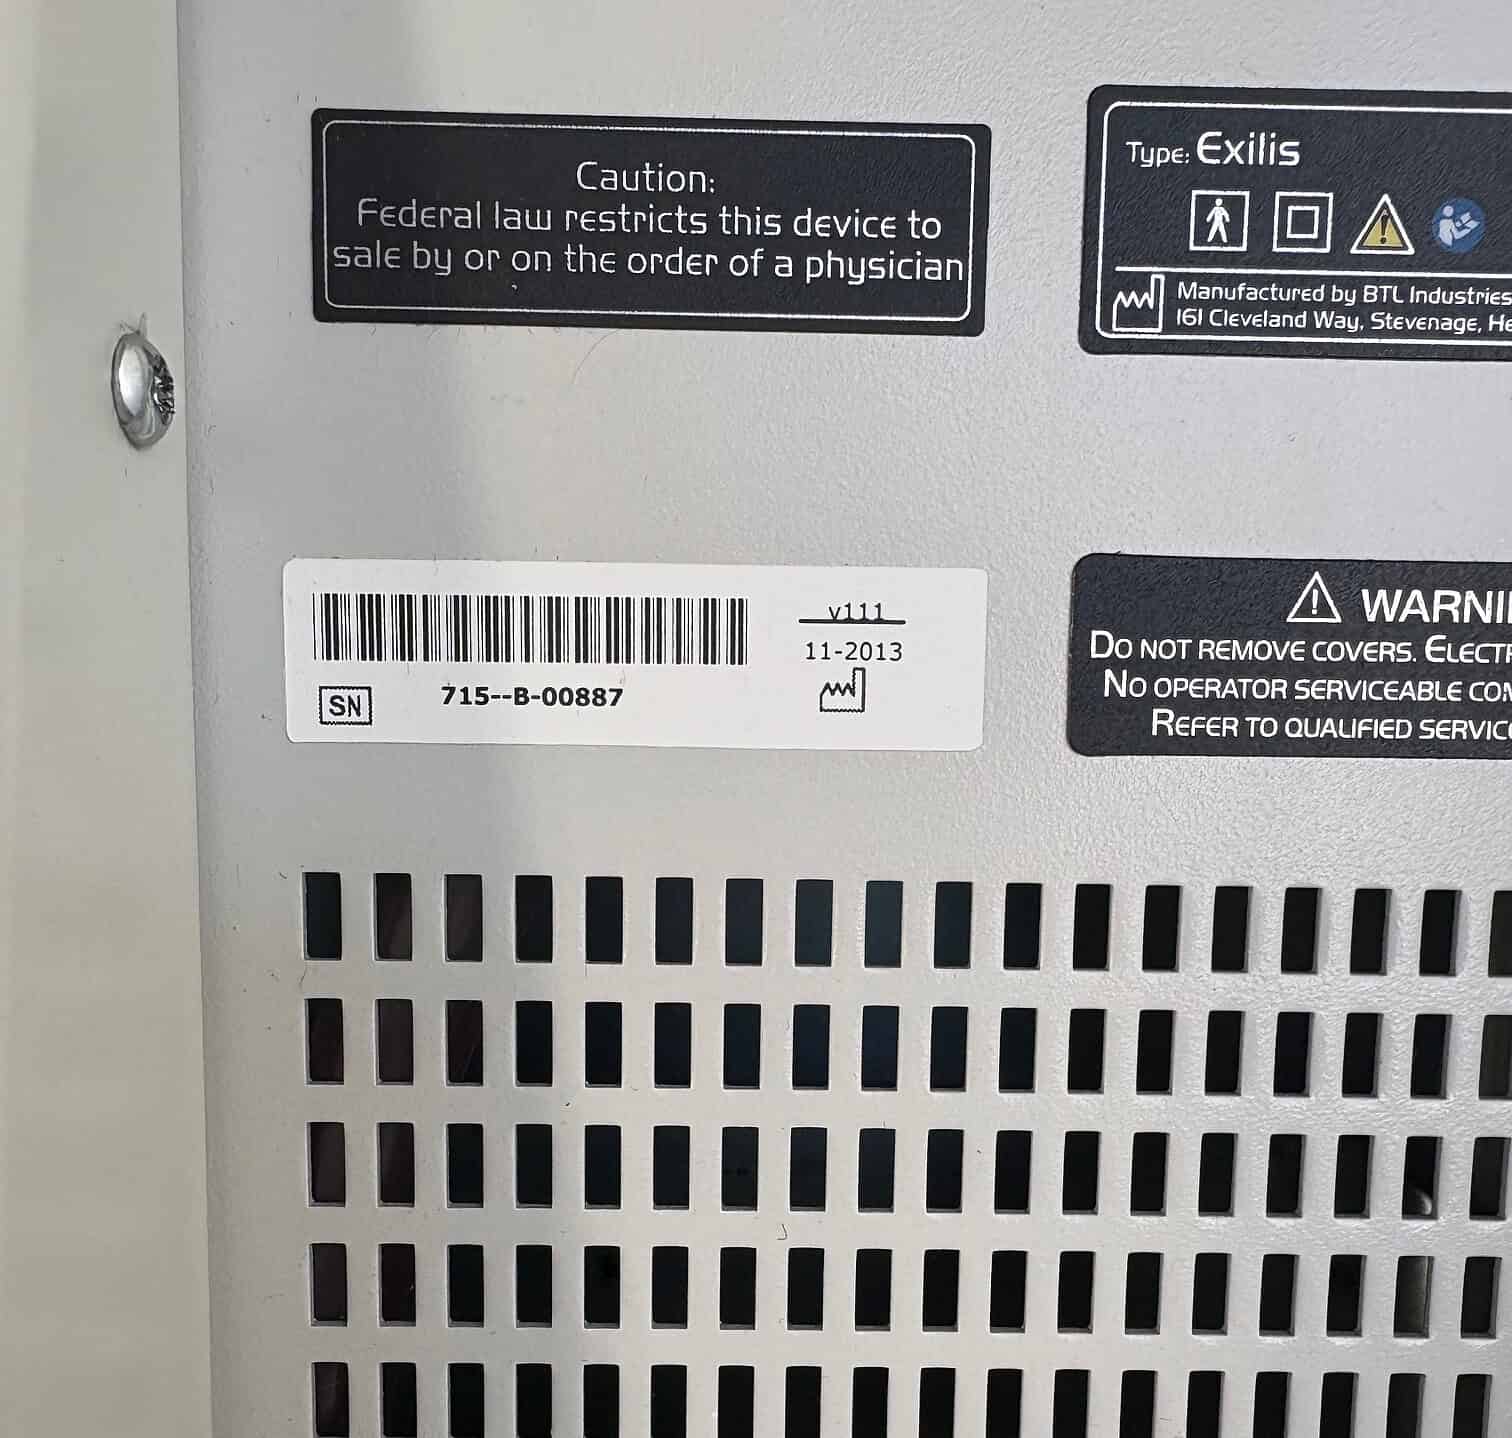 Caution:
Federal law restricts this device to
sale by or on the order of a physician
Type: Exilis
Manufactured by BTL Industries
161 Cleveland Way, Stevenage,
v111
11-2013
SN
715--B-00887
DO NOT REMOVE COVERS.
NO OPERATOR SERVICEABLE
REFER TO QUALIFIED